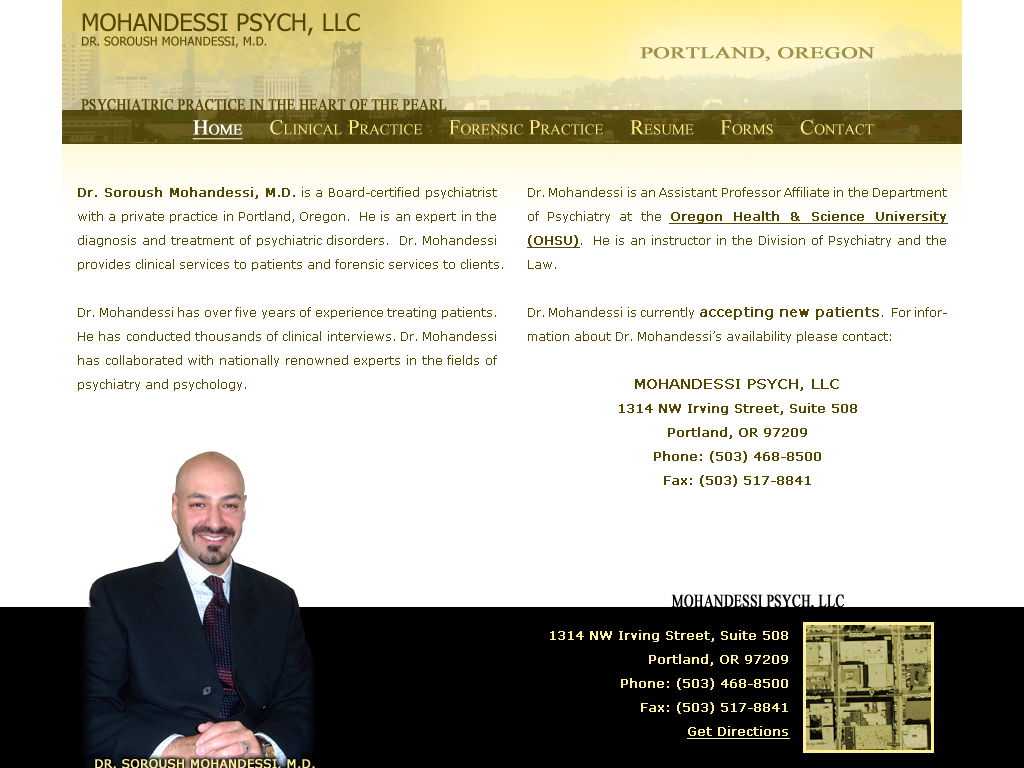 MOHANDESSI PSYCH, LLC
DR. SOROUSH MOHANDESSI, M.D.
PORTLAND, OREGON
PSYCHIATRIC PRACTICE IN THE HEART OF THE PEARL
HOME CLINICAL PRACTICE FORENSIC PRACTICE RESUME FORMS CONTACT
Dr. Soroush Mohandessi, M.D. is a Board-certified psychiatrist
with a private practice in Portland, Oregon. He is an expert in the
diagnosis and treatment of psychiatric disorders. Dr. Mohandessi
provides clinical services to patients and forensic services to clients.
Dr. Mohandessi has over five years of experience treating patients.
He has conducted thousands of clinical interviews. Dr. Mohandessi
has collaborated with nationally renowned experts in the fields of
psychiatry and psychology.
Dr. Mohandessi is an Assistant Professor Affiliate in the Department
of Psychiatry at the Oregon Health & Science University
(OHSU). He is an instructor in the Division of Psychiatry and the
Law.
Dr. Mohandessi is currently accepting new patients. For infor-
mation about Dr. Mohandessi's availability please contact:
MOHANDESSI PSYCH, LLC
1314 NW Irving Street, Suite 508
Portland, OR 97209
Phone: (503) 468-8500
Fax: (503) 517-8841
MOHANDESSI PSYCH, LLC
1314 NW Irving Street, Suite 508
Portland, OR 97209
Phone: (503) 468-8500
Fax: (503) 517-8841
Get Directions
DR. SOROUSH MOHANDESSI, M.D.